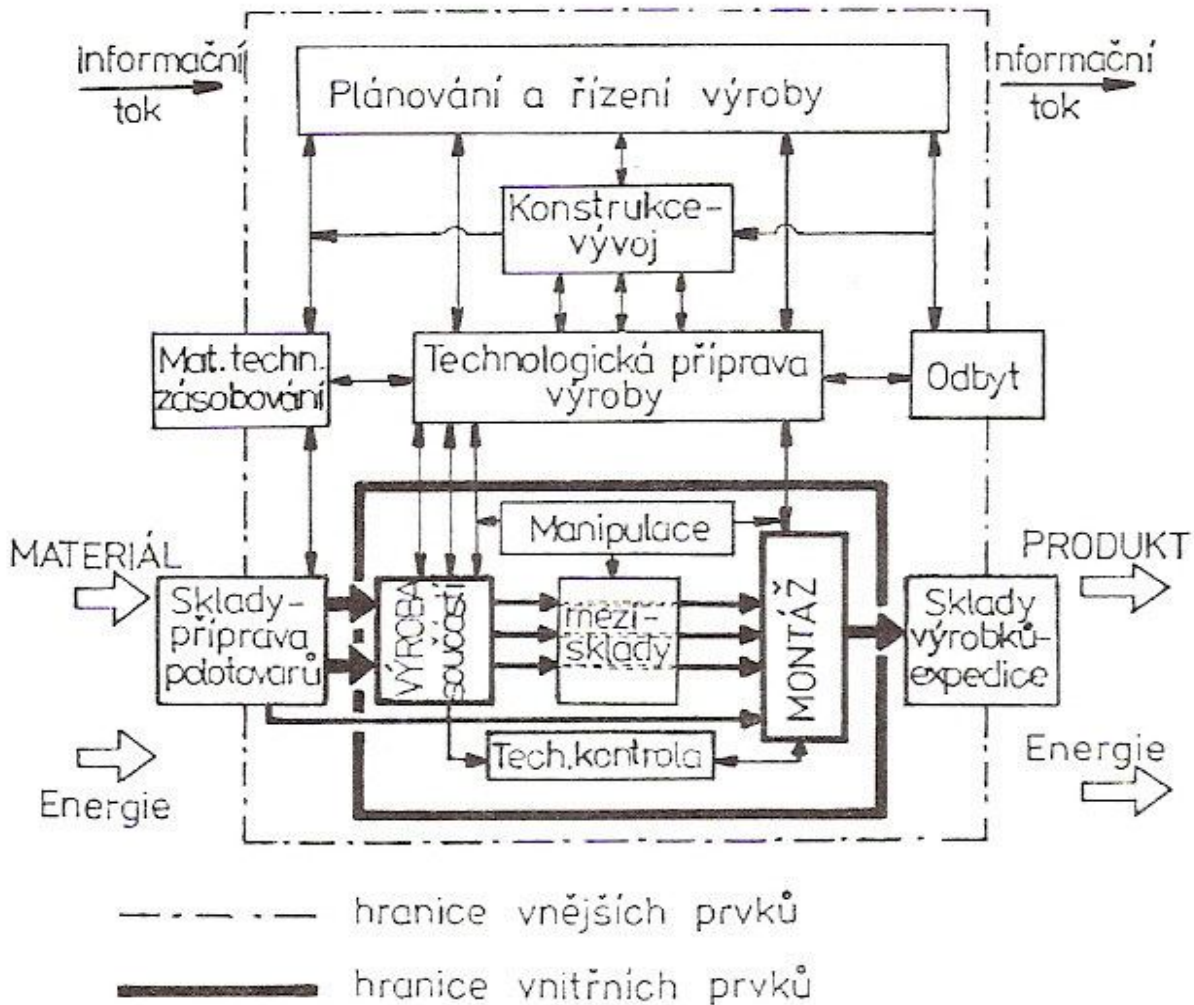 informační
tok
informační
tok
Plánování a řízení výroby
Konstrukce-
vývoj
Mat. techn.
zásobování
Technologická příprava
výroby
Odbyt
Manipulace
MATERIÁL
PRODUKT
Sklady-
příprava
polotovarů
VÝROBA
součástí
mezi-
sklady
MONTÁŽ
Sklady
výrobků-
expedice
Tech. kontrola
Energie
Energie
hranice vnějších prvků
hranice vnitřních prvků